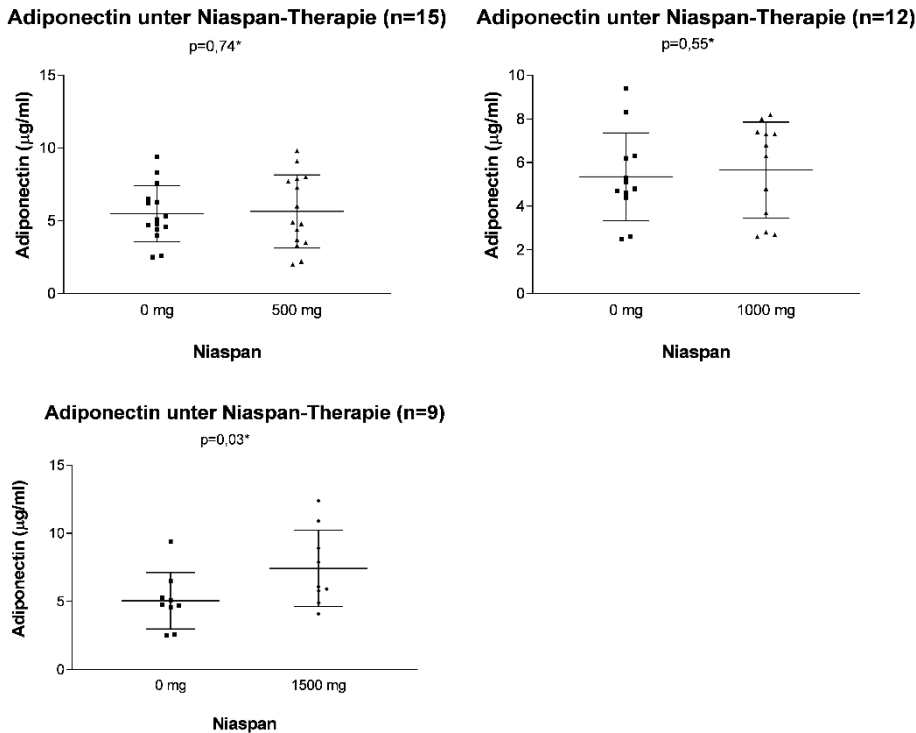 Adiponectin unter Niaspan-Therapie (n=15)
p=0,74*
15
10
5
0
Adiponectin (µg/ml)
0 mg
500 mg
Niaspan
Adiponectin unter Niaspan-Therapie (n=12)
p=0,55*
10
8
6
4
2
0
Adiponectin (µg/ml)
0 mg
1000 mg
Niaspan
Adiponectin unter Niaspan-Therapie (n=9)
p=0,03*
15
10
5
0
Adiponectin (µg/ml)
0 mg
1500 mg
Niaspan